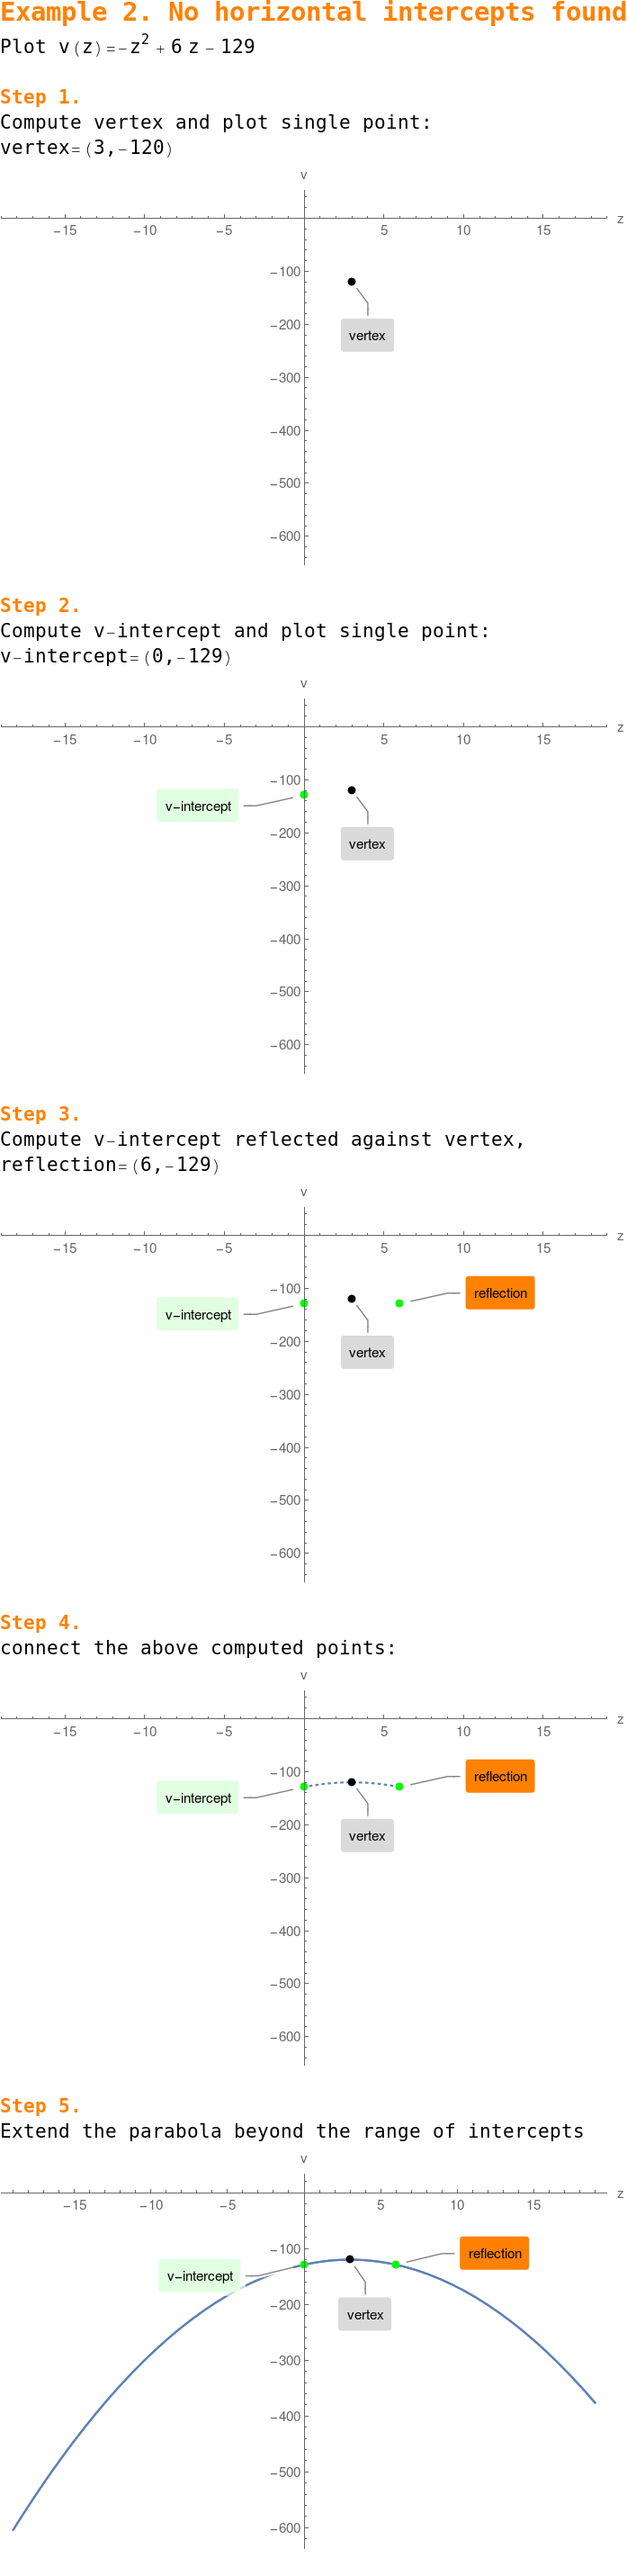 Example 2. No horizontal intercepts found
Plot v(z)=−z² + 6 z − 129
Step 1.
Compute vertex and plot single point:
vertex=(3,−120)
v
z
−15 −10 −5 5 10 15
−100
vertex
−200
−300
−400
−500
−600
Step 2.
Compute v−intercept and plot single point:
v−intercept=(0,−129)
v
z
−15 −10 −5 5 10 15
−100
v−intercept
−200
vertex
−300
−400
−500
−600
Step 3.
Compute v−intercept reflected against vertex,
reflection=(6,−129)
v
z
−15 −10 −5 5 10 15
−100
reflection
v−intercept
−200
vertex
−300
−400
−500
−600
Step 4.
connect the above computed points:
v
z
−15 −10 −5 5 10 15
−100
reflection
v−intercept
−200
vertex
−300
−400
−500
−600
Step 5.
Extend the parabola beyond the range of intercepts
v
z
−15 −10 −5 5 10 15
−100
reflection
v−intercept
−200
vertex
−300
−400
−500
−600